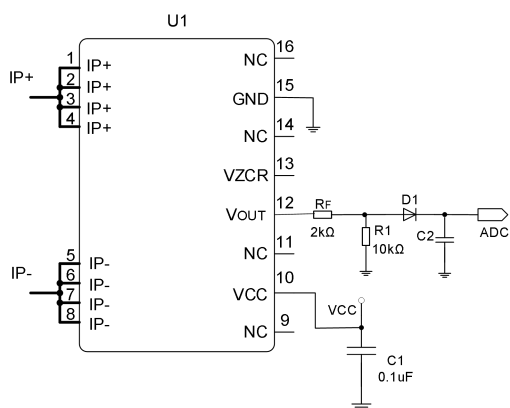 U1
IP+
1 IP+
2 IP+
3 IP+
4 IP+
IP-
5 IP-
6 IP-
7 IP-
8 IP-
NC 16
GND 15
NC 14
VZCR 13
VOUT 12
NC 11
VCC 10
NC 9
RF
2kΩ
R1
10kΩ
D1
C2
ADC
VCC
C1
0.1uF